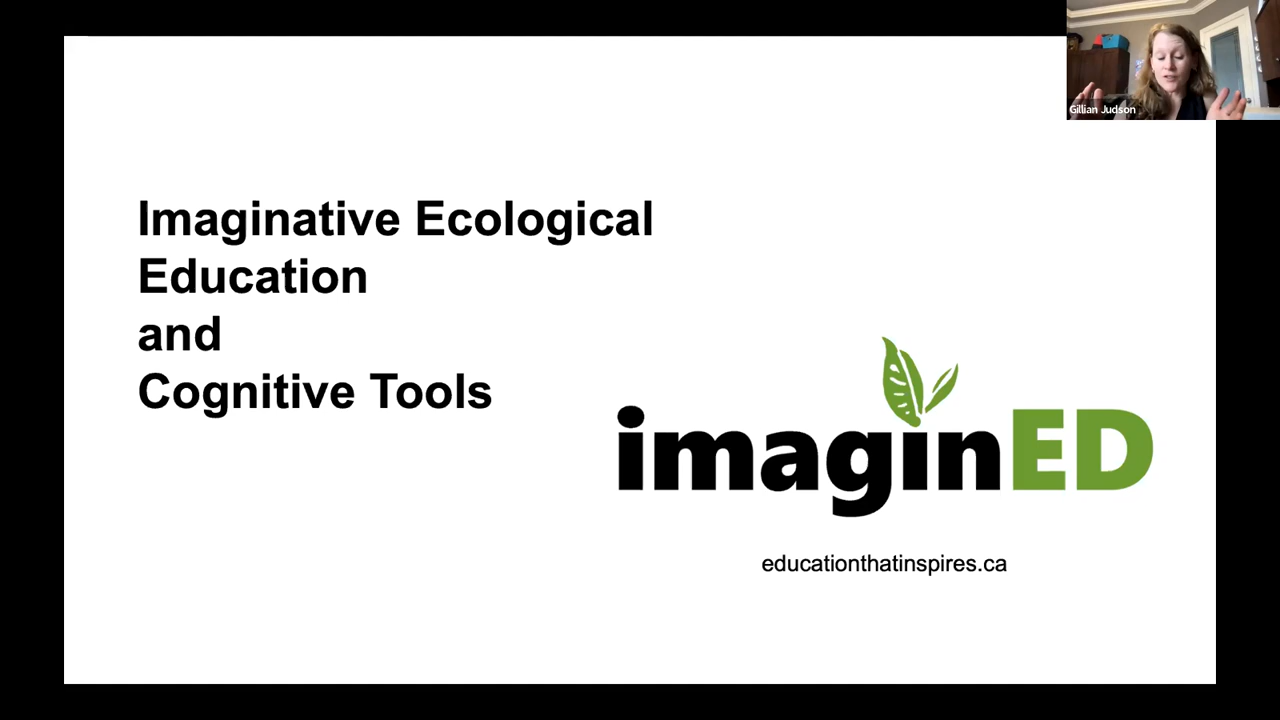 Gillian Judson
Imaginative Ecological
Education
and
Cognitive Tools
imaginED
educationthatinspires.ca